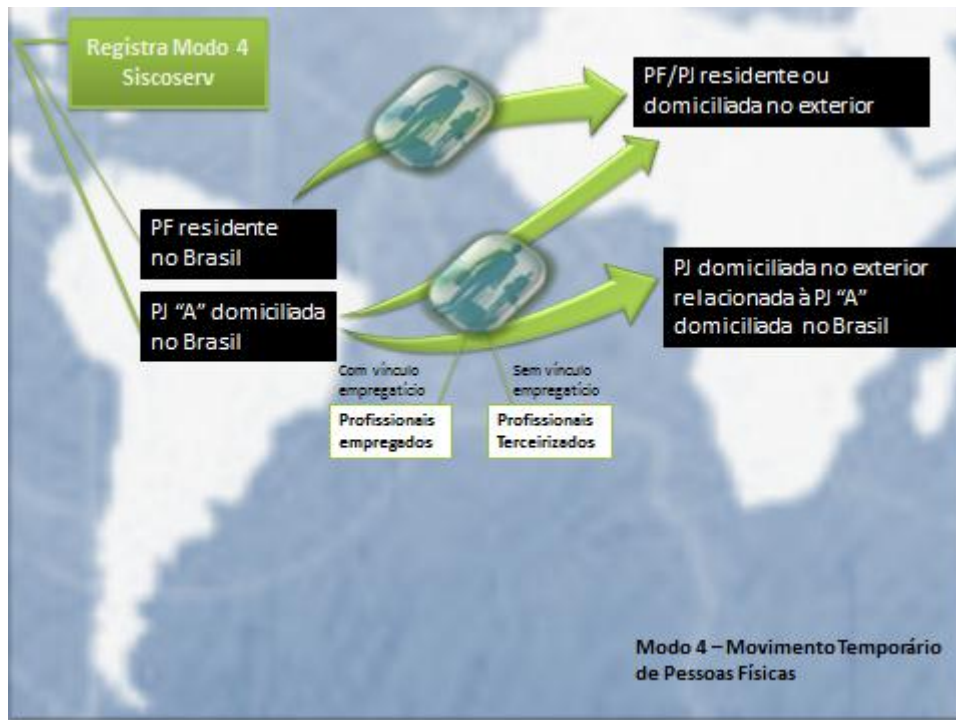 Registra Modo 4
Siscoserv
PF/PJ residente ou
domiciliada no exterior
PF residente
no Brasil
PJ “A” domiciliada
no Brasil
PJ domiciliada no exterior
relacionada à PJ “A”
domiciliada no Brasil
Com vínculo
empregatício
Profissionais
empregados
Sem vínculo
empregatício
Profissionais
Terceirizados
Modo 4 – Movimento Temporário
de Pessoas Físicas